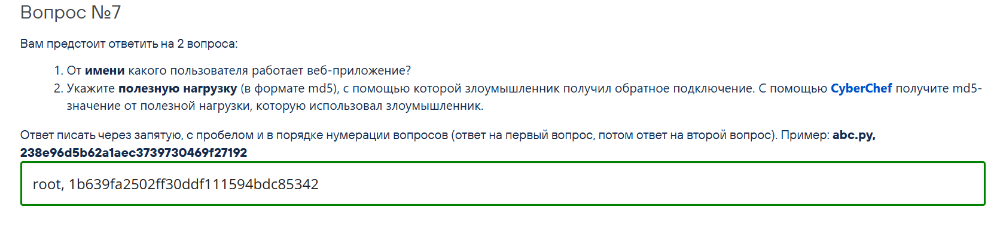 Вопрос №7
Вам предстоит ответить на 2 вопроса:
1. От имени какого пользователя работает веб-приложение?
2. Укажите полезную нагрузку (в формате md5), с помощью которой злоумышленник получил обратное подключение. С помощью CyberChef получите md5-
значение от полезной нагрузки, которую использовал злоумышленник.
Ответ писать через запятую, с пробелом и в порядке нумерации вопросов (ответ на первый вопрос, потом ответ на второй вопрос). Пример: abc.py,
238e96d5b62a1aec3739730469f27192
root, 1b639fa2502ff30ddf111594bdc85342